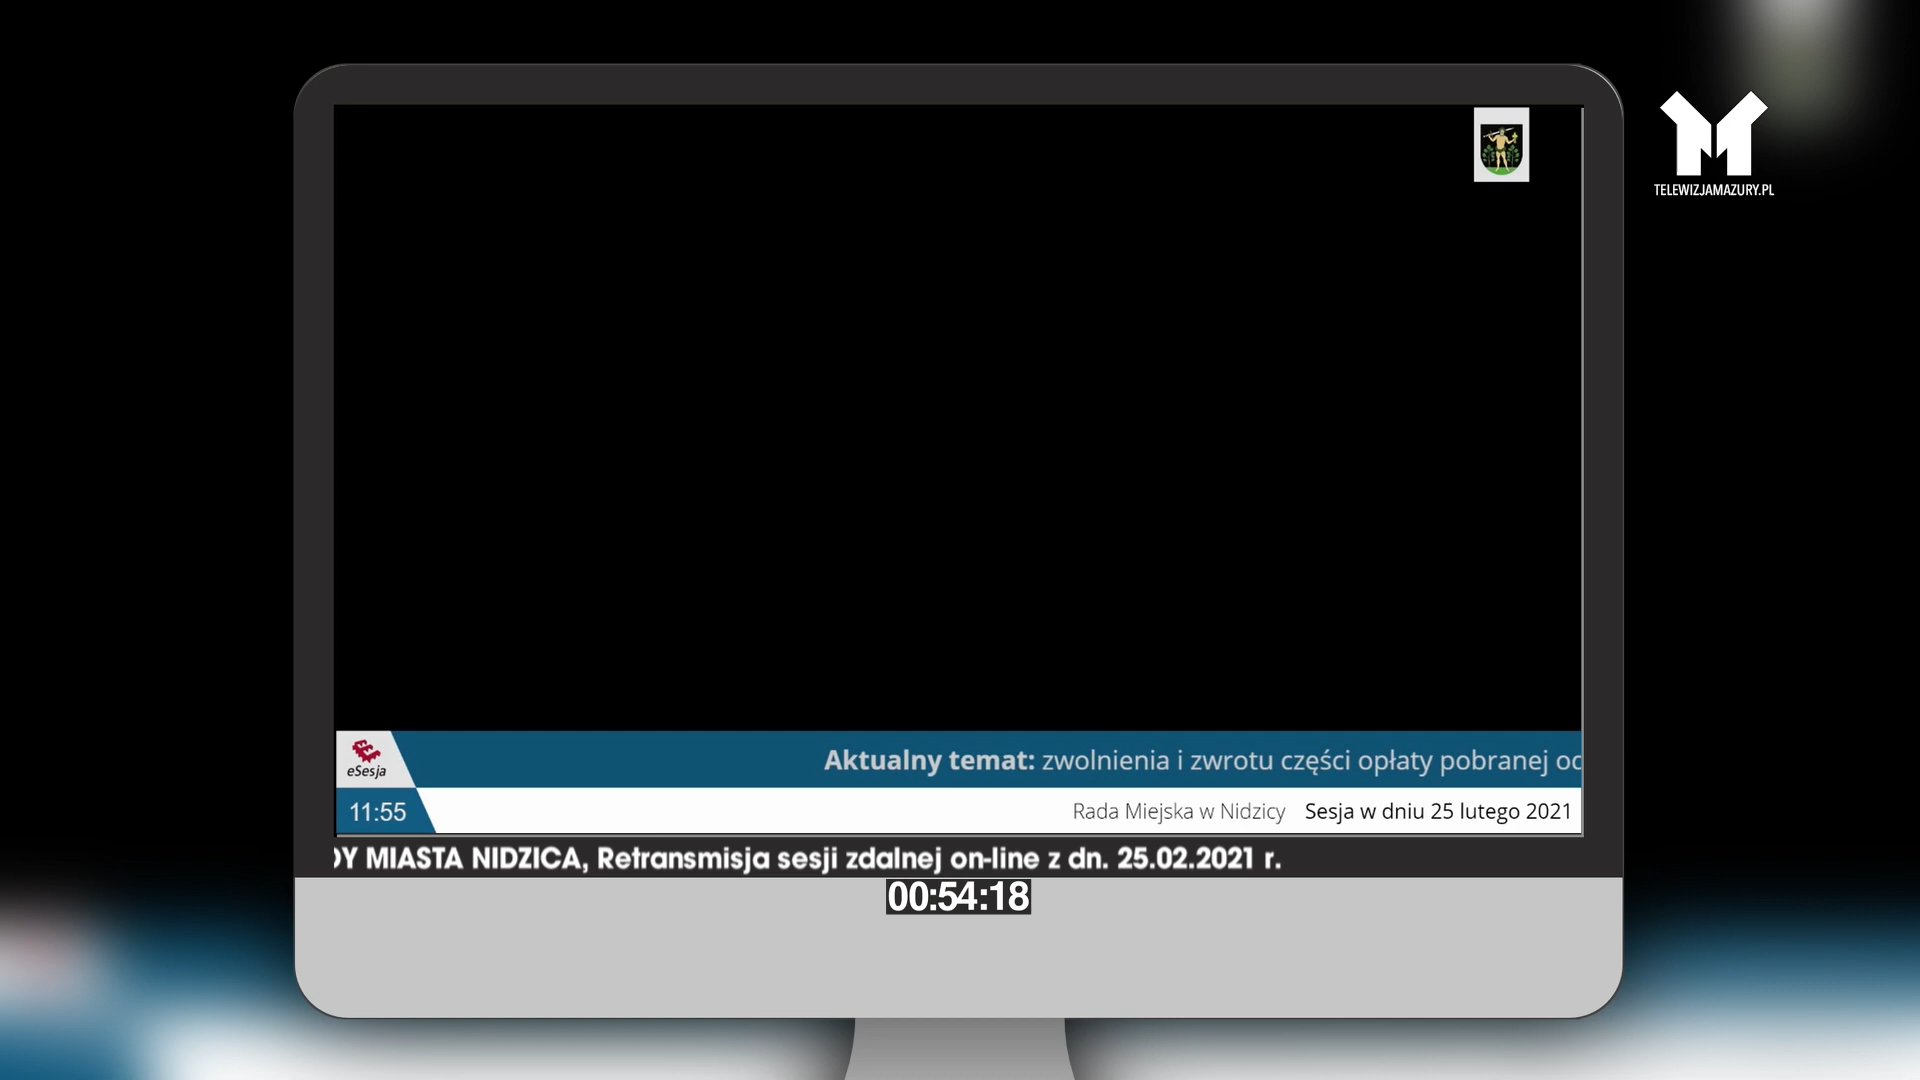 TELEWIZJAMAZURY.PL
eSesja
Aktualny temat: zwolnienia i zwrotu części opłaty pobranej
11:55
Rada Miejska w Nidzicy Sesja w dniu 25 lutego 2021
MIASTA NIDZICA, Retransmisja sesji zdalnej on-line z dn. 25.02.2021 r.
00:54:18